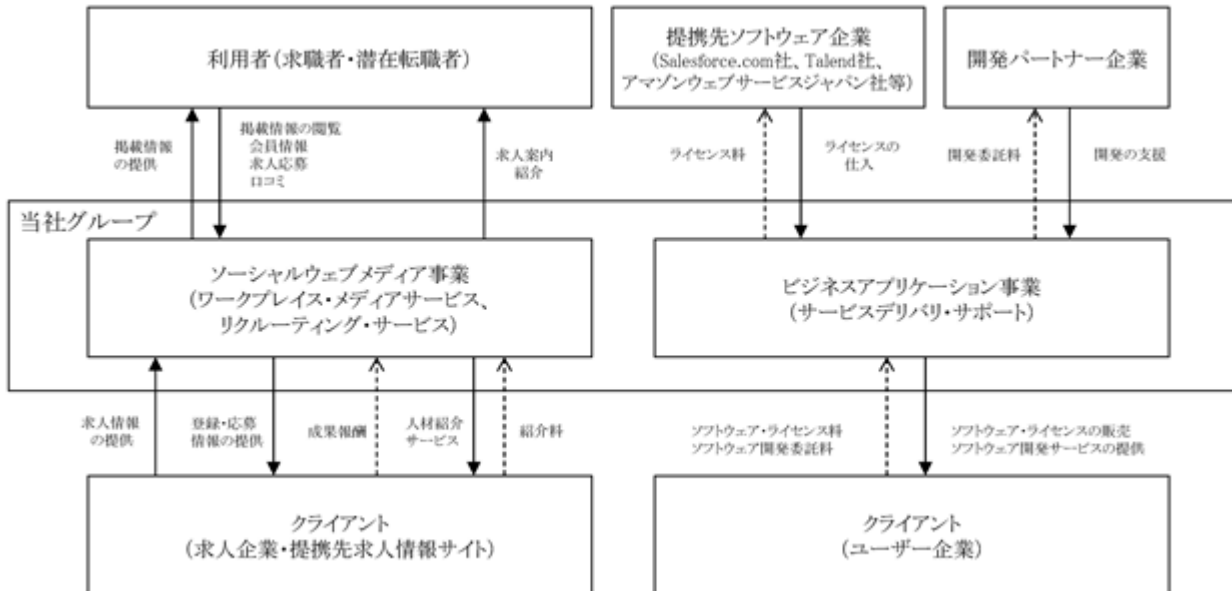 利用者(求職者・潜在転職者)
提携先ソフトウェア企業
(Salesforce.com社、Talend社、
アマゾンウェブサービスジャパン社等)
開発パートナー企業
掲載情報
の提供
掲載情報の閲覧
会員情報
求人応募
口コミ
求人案内
紹介
ライセンス料
ライセンスの
仕入
開発委託料
開発の支援
当社グループ
ソーシャルウェブメディア事業
(ワークプレイス・メディアサービス、
リクルーティング・サービス)
ビジネスアプリケーション事業
(サービスデリバリ・サポート)
求人情報
の提供
登録・応募
情報の提供
成果報酬
人材紹介
サービス
紹介料
ソフトウェア・ライセンス料
ソフトウェア開発委託料
ソフトウェア・ライセンスの販売
ソフトウェア開発サービスの提供
クライアント
(求人企業・提携先求人情報サイト)
クライアント
(ユーザー企業)